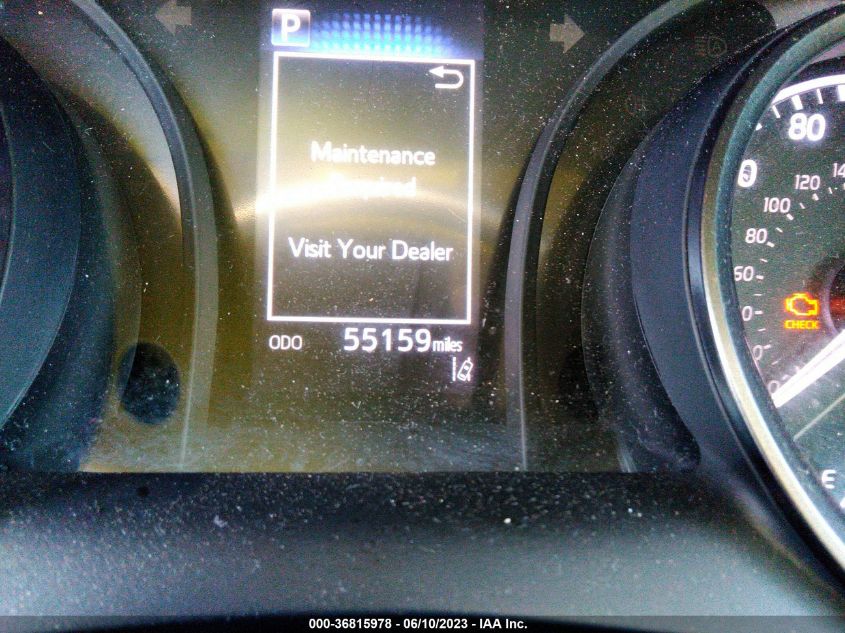 P
Maintenance
Required
Visit Your Dealer
ODO 55159 miles
80
120
100
80
CHECK
E
000-36815978 - 06/10/2023 - IAA Inc.